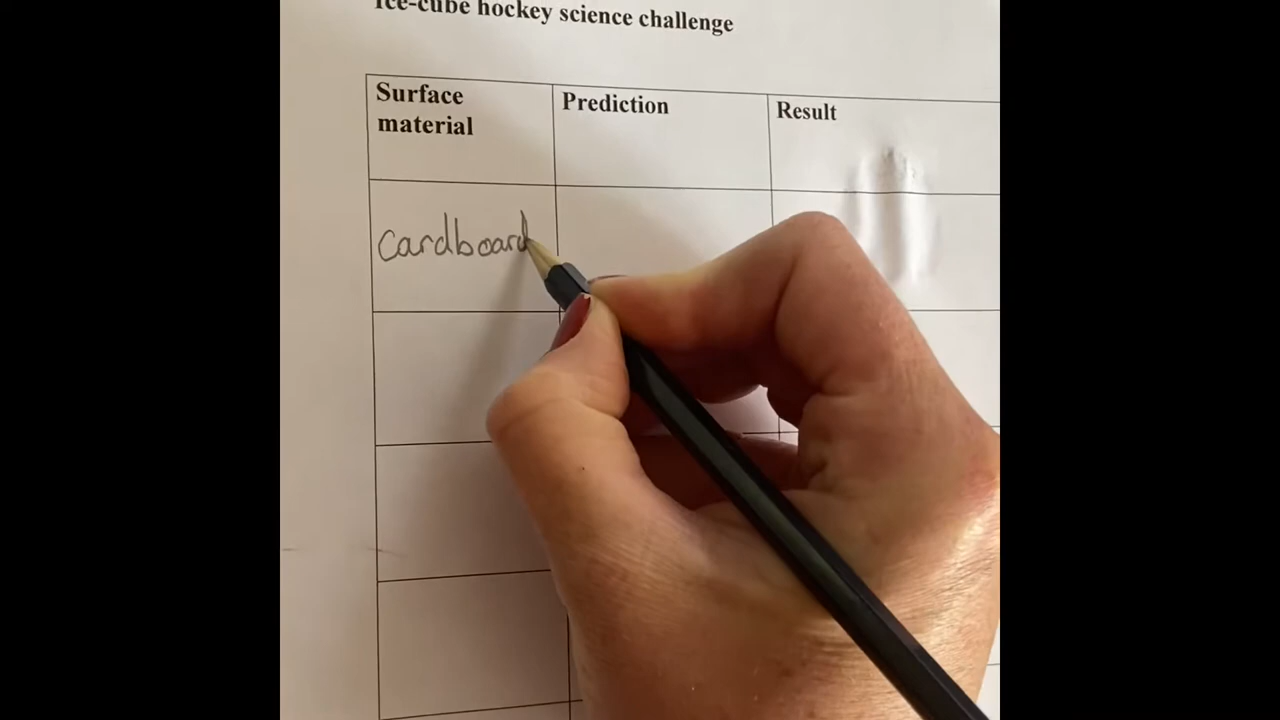 Ice-cube hockey science challenge
Surface
material
Prediction
Result
cardboard